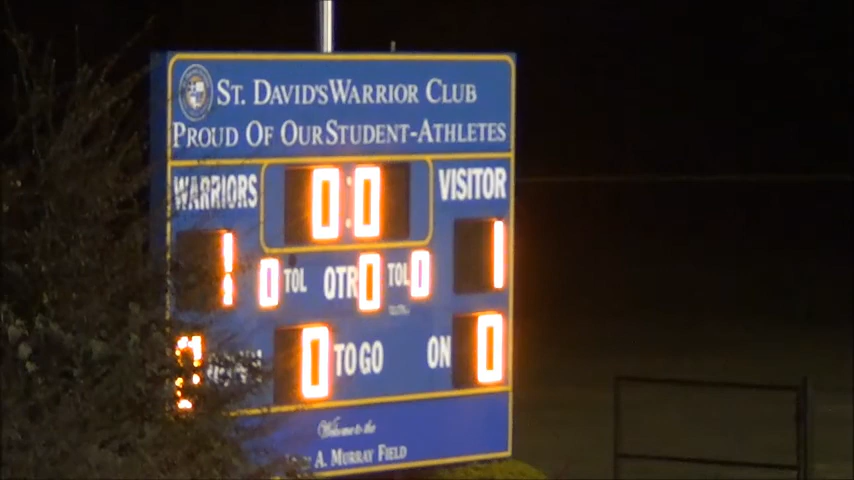 ST. DAVID'S WARRIOR CLUB
PROUD OF OUR STUDENT-ATHLETES
WARRIORS 0:0 VISITOR
1 1
0 TOL QTR 0 TOL 0
0 TO GO ON 0
Welcome to the
A. MURRAY FIELD